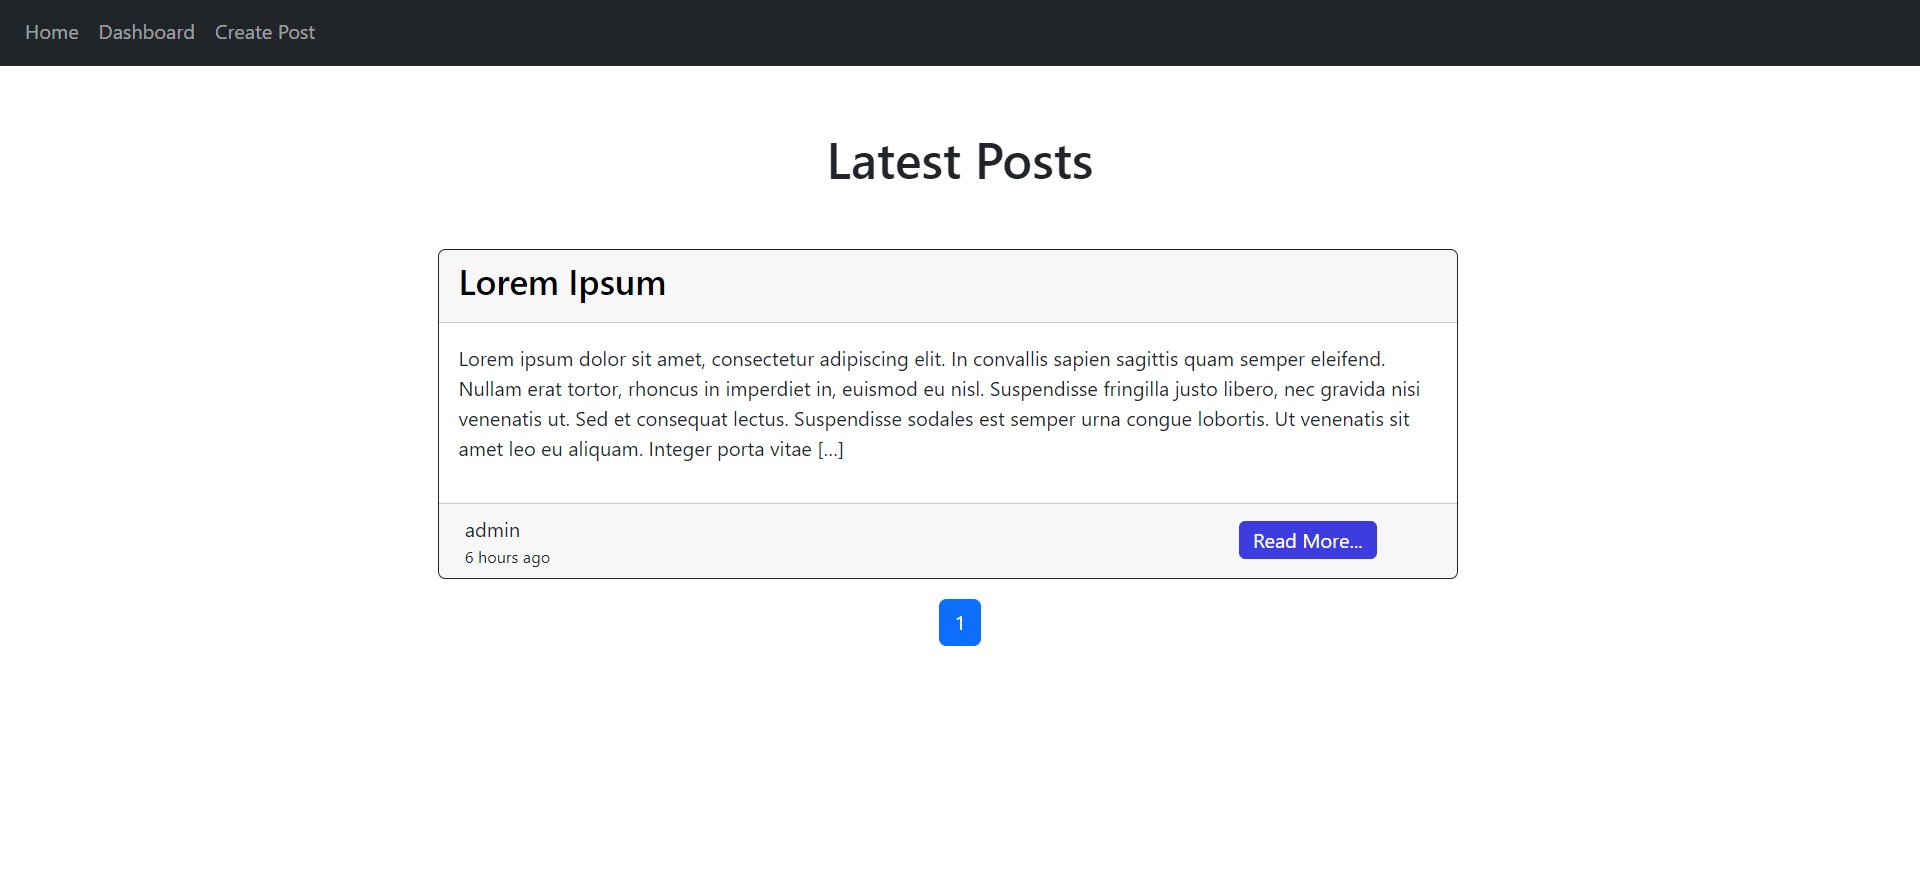 Home Dashboard Create Post
Latest Posts
Lorem Ipsum
Lorem ipsum dolor sit amet, consectetur adipiscing elit. In convallis sapien sagittis quam semper eleifend.
Nullam erat tortor, rhoncus in imperdiet in, euismod eu nisl. Suspendisse fringilla justo libero, nec gravida nisi
venenatis ut. Sed et consequat lectus. Suspendisse sodales est semper urna congue lobortis. Ut venenatis sit
amet leo eu aliquam. Integer porta vitae [...]
admin
6 hours ago
Read More...
1